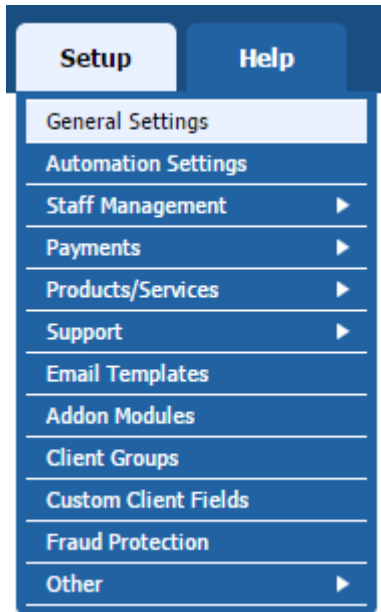 Setup Help
General Settings
Automation Settings
Staff Management
Payments
Products/Services
Support
Email Templates
Addon Modules
Client Groups
Custom Client Fields
Fraud Protection
Other